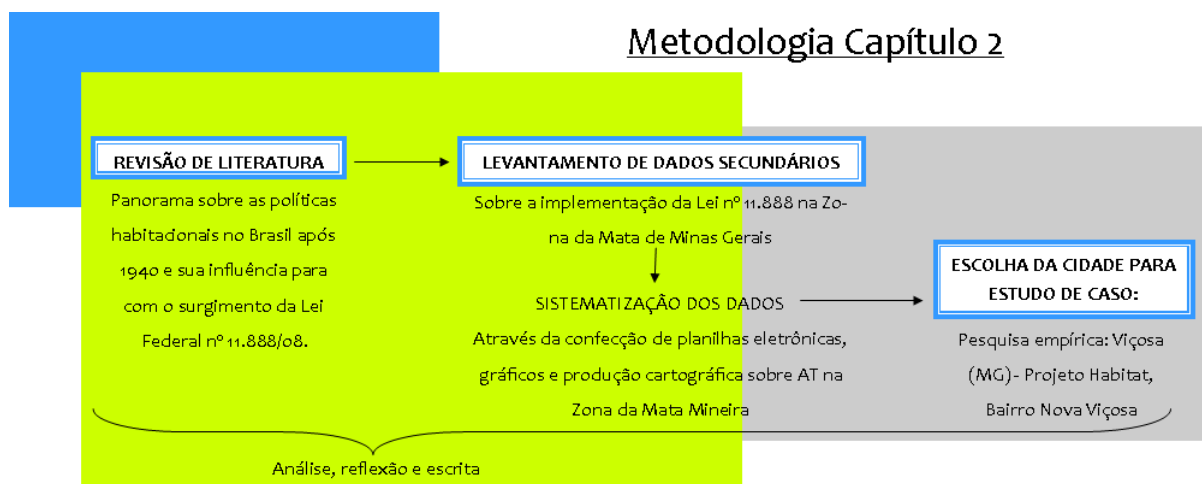 Metodologia Capítulo 2
REVISÃO DE LITERATURA
Panorama sobre as políticas
habitacionais no Brasil após
1940 e sua influência para
com o surgimento da Lei
Federal nº 11.888/08.
LEVANTAMENTO DE DADOS SECUNDÁRIOS
Sobre a implementação da Lei nº 11.888 na Zo-
na da Mata de Minas Gerais
SISTEMATIZAÇÃO DOS DADOS
Através da confecção de planilhas eletrônicas,
gráficos e produção cartográfica sobre AT na
Zona da Mata Mineira
ESCOLHA DA CIDADE PARA
ESTUDO DE CASO:
Pesquisa empírica: Viçosa
(MG)- Projeto Habitat,
Bairro Nova Viçosa
Análise, reflexão e escrita